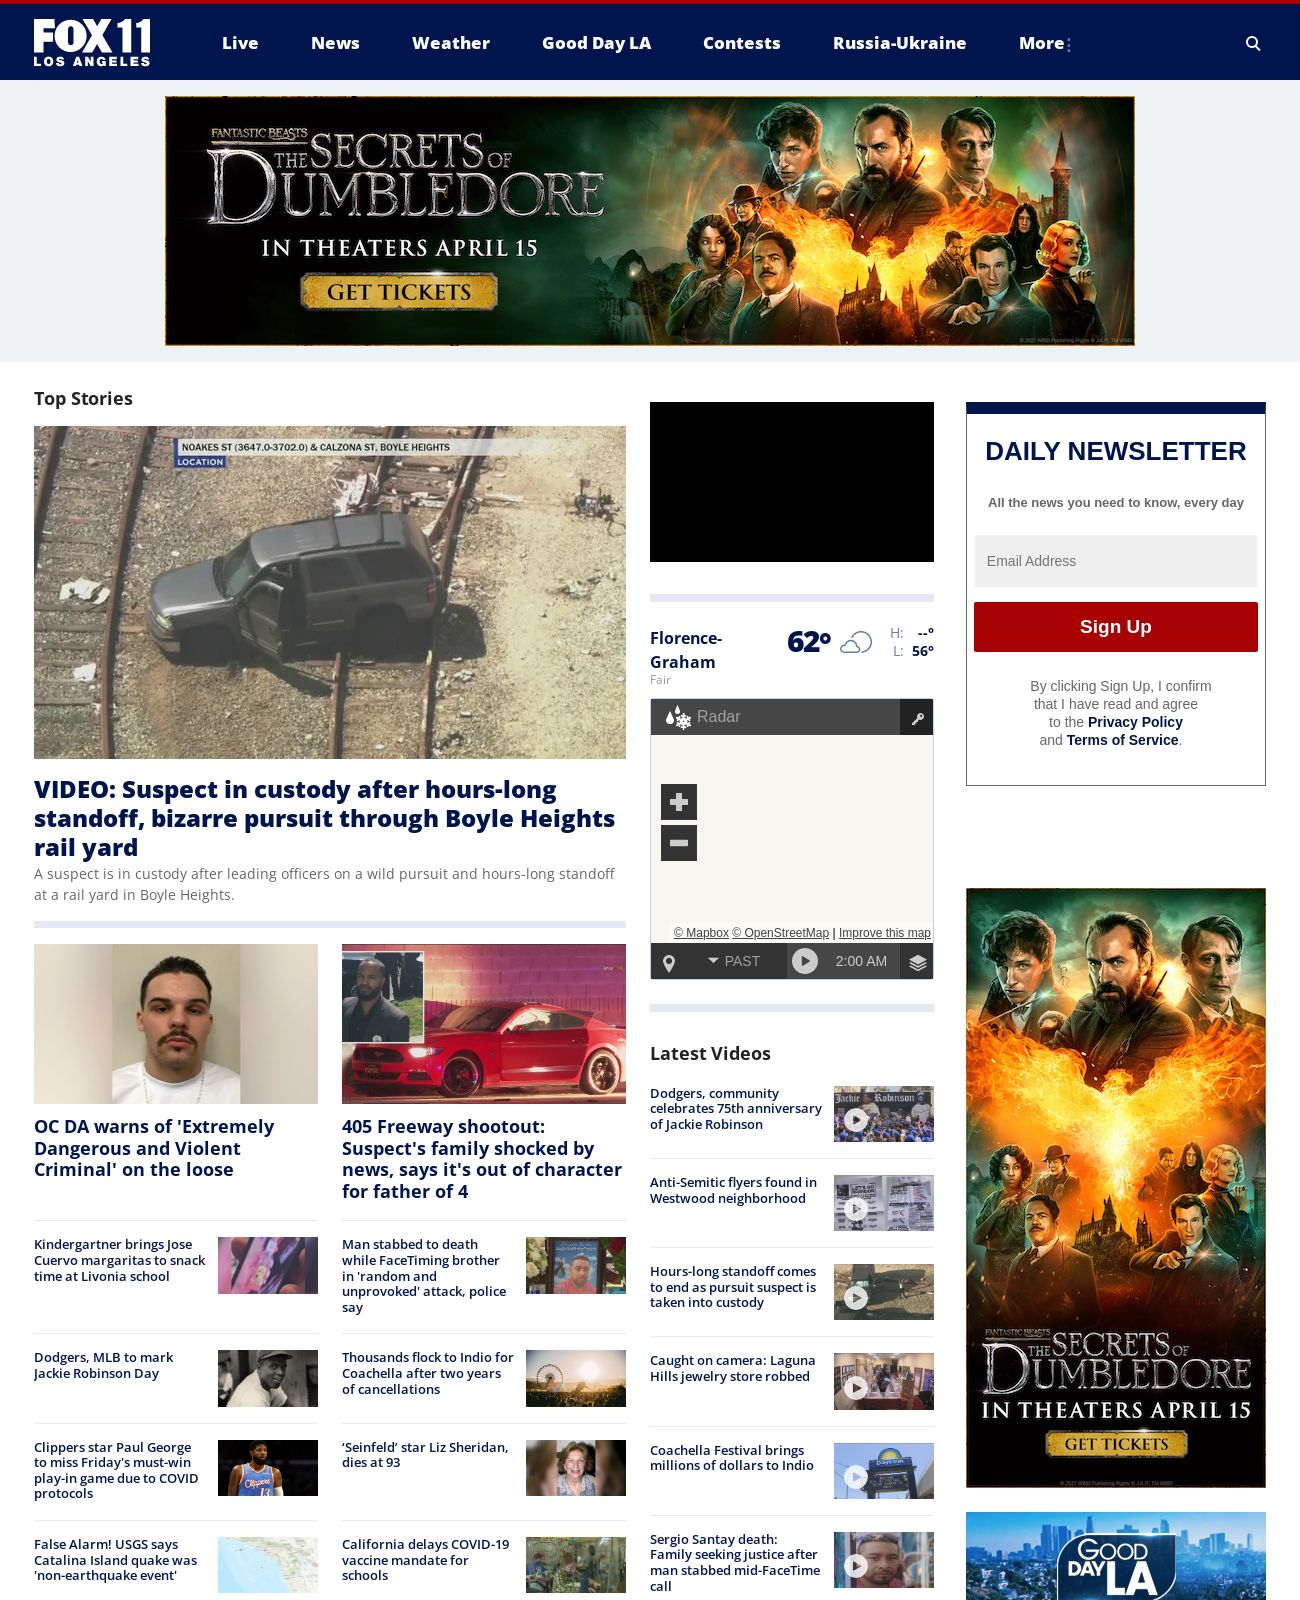 FOX 11
LOS ANGELES
Live
News
Weather
Good Day LA
Contests
Russia-Ukraine
More
FANTASTIC BEASTS
THE SECRETS OF
DUMBLEDORE
IN THEATERS APRIL 15
GET TICKETS
Top Stories
NOAKES ST (3647.0-3702.0) & CALZONA ST, BOYLE HEIGHTS
LOCATION
VIDEO: Suspect in custody after hours-long
standoff, bizarre pursuit through Boyle Heights
rail yard
A suspect is in custody after leading officers on a wild pursuit and hours-long standoff
at a rail yard in Boyle Heights.
OC DA warns of 'Extremely
Dangerous and Violent
Criminal' on the loose
405 Freeway shootout:
Suspect's family shocked by
news, says it's out of character
for father of 4
Kindergartner brings Jose
Cuervo margaritas to snack
time at Livonia school
Man stabbed to death
while FaceTiming brother
in 'random and
unprovoked' attack, police
say
Dodgers, MLB to mark
Jackie Robinson Day
Thousands flock to Indio for
Coachella after two years
of cancellations
Clippers star Paul George
to miss Friday's must-win
play-in game due to COVID
protocols
Clippers
13
‘Seinfeld’ star Liz Sheridan,
dies at 93
False Alarm! USGS says
Catalina Island quake was
'non-earthquake event'
California delays COVID-19
vaccine mandate for
schools
Florence-
Graham
Fair
62°
H: --°
L: 56°
Radar
© Mapbox © OpenStreetMap | Improve this map
PAST
2:00 AM
Latest Videos
Dodgers, community
celebrates 75th anniversary
of Jackie Robinson
Jackie Robinson
Anti-Semitic flyers found in
Westwood neighborhood
Hours-long standoff comes
to end as pursuit suspect is
taken into custody
Caught on camera: Laguna
Hills jewelry store robbed
Coachella Festival brings
millions of dollars to Indio
Days Inn
Sergio Santay death:
Family seeking justice after
man stabbed mid-FaceTime
call
DAILY NEWSLETTER
All the news you need to know, every day
Email Address
Sign Up
By clicking Sign Up, I confirm
that I have read and agree
to the Privacy Policy
and Terms of Service.
FANTASTIC BEASTS
THE SECRETS OF
DUMBLEDORE
IN THEATERS APRIL 15
GET TICKETS
GOOD
DAY LA